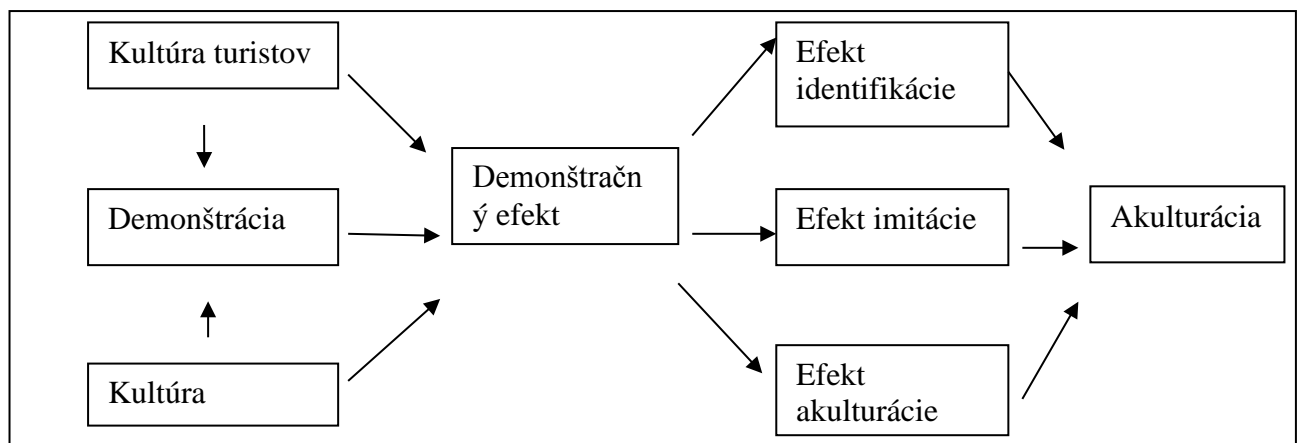 Kultúra turistov
Demonštrácia
Kultúra
Demonštračn
ý efekt
Efekt
identifikácie
Efekt imitácie
Efekt
akulturácie
Akulturácia